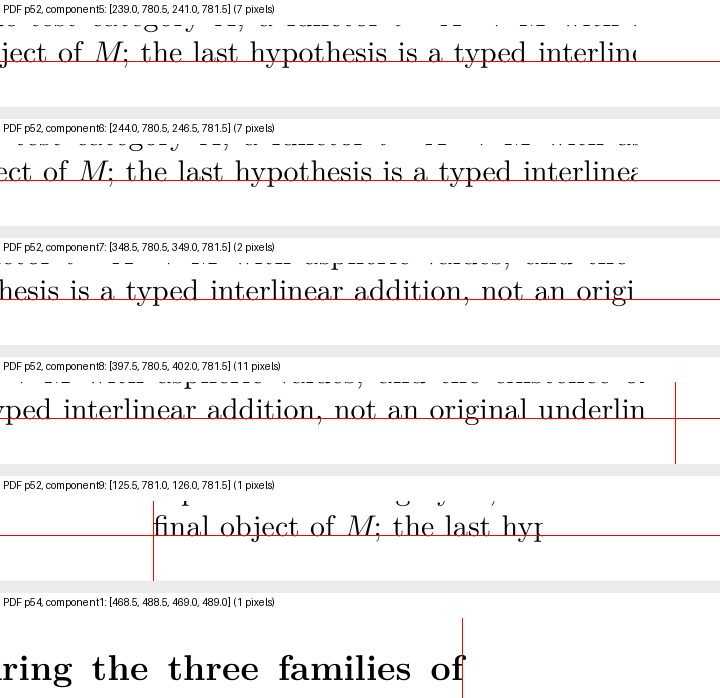 PDF p52, component5: [239.0, 780.5, 241.0, 781.5] (7 pixels)
ject of M; the last hypothesis is a typed interlin
PDF p52, component6: [244.0, 780.5, 246.5, 781.5] (7 pixels)
ect of M; the last hypothesis is a typed interlinea
PDF p52, component7: [348.5, 780.5, 349.0, 781.5] (2 pixels)
hesis is a typed interlinear addition, not an origi
PDF p52, component8: [397.5, 780.5, 402.0, 781.5] (11 pixels)
yped interlinear addition, not an original underlin
PDF p52, component9: [125.5, 781.0, 126.0, 781.5] (1 pixels)
final object of M; the last hyp
PDF p54, component1: [468.5, 488.5, 469.0, 489.0] (1 pixels)
ring the three families of